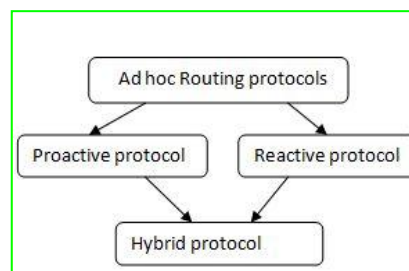 Ad hoc Routing protocols
Proactive protocol
Reactive protocol
Hybrid protocol